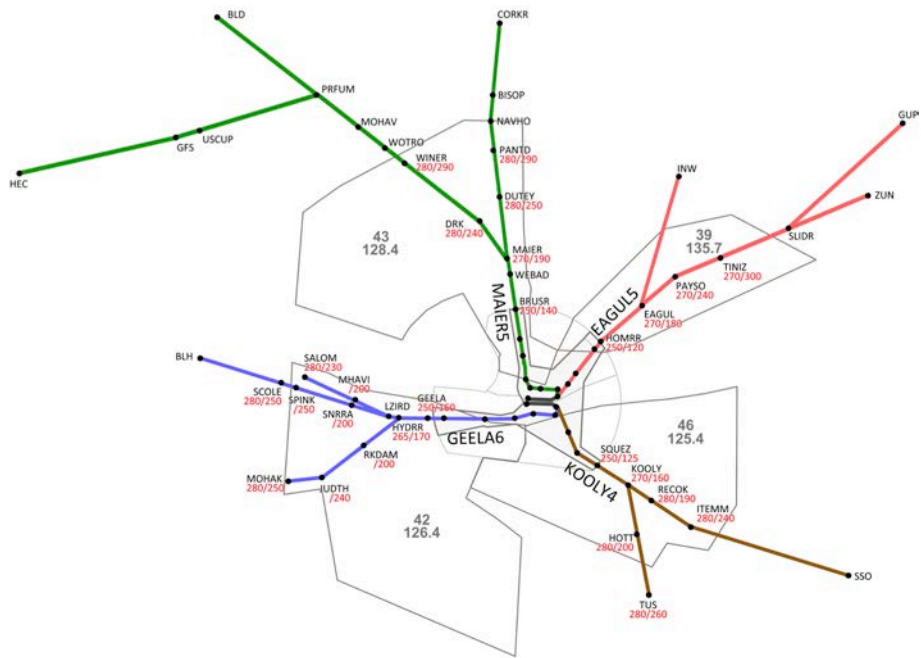 BLD
CORKR
PRFUM
BISOP
GUP
MOHAV
NAVHO
USCUP
GFS
WOTRO
PANTD
280/290
WINER
280/290
INW
HEC
DUTEY
280/250
ZUN
DRK
280/240
SLIDR
43
128.4
39
135.7
MAIER
270/190
TINIZ
270/300
WEBAD
PAYSO
270/240
MAIER5
BRUSR
250/140
EAGUL5
EAGUL
270/180
HOMRR
250/120
BLH
SALOM
280/230
MHAVI
/200
SCOLE
280/250
SPINK
/250
SNRRA
/200
LZIRD
GEELA
250/160
HYDRR
265/170
GEELA6
46
125.4
RKDAM
/200
SQUEZ
250/125
KOOLY4
KOOLY
270/160
MOHAK
280/250
JUDTH
/240
RECOK
280/190
ITEMM
280/240
42
126.4
HOTT
280/200
SSO
TUS
280/260